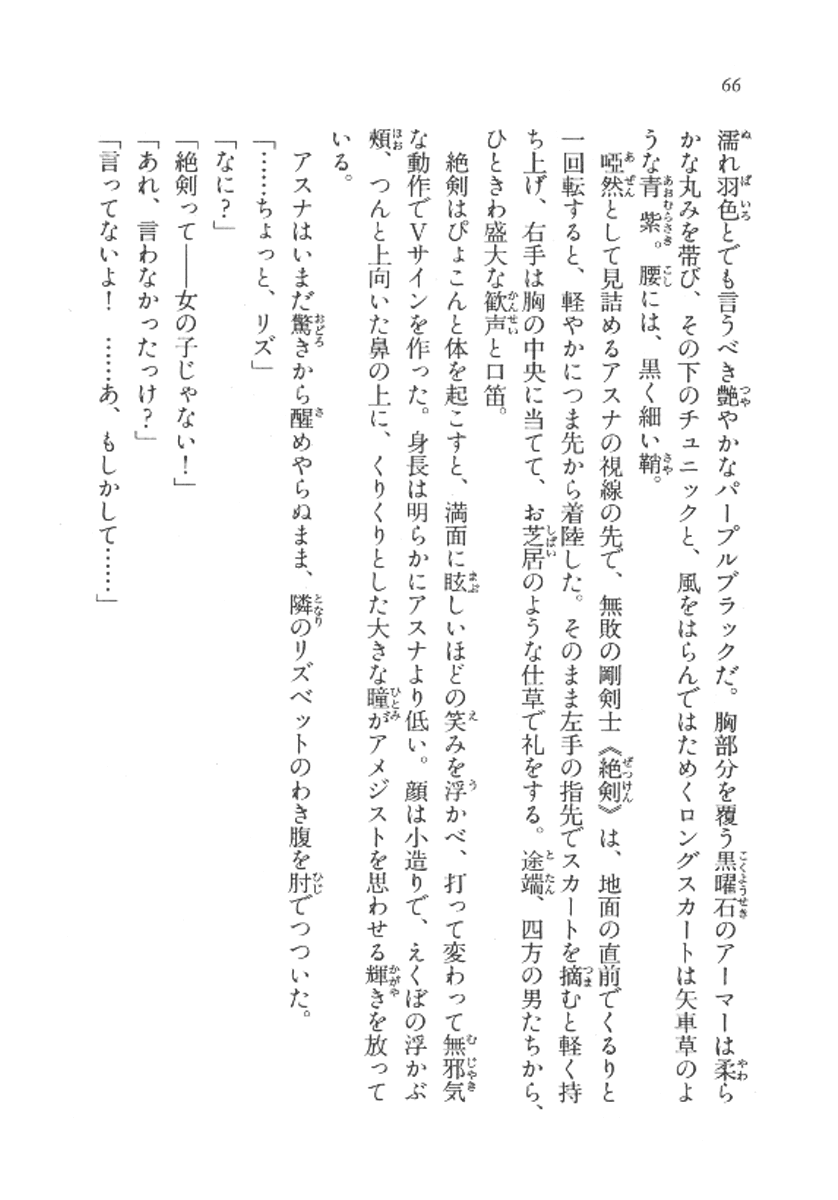 66
濡れ羽色とでも言うべき艶やかなパープルブラックだ。胸部分を覆う黒曜石のアーマーは柔ら
かな丸みを帯び、その下のチュニックと、風をはらんではためくロングスカートは矢車草のよ
うな青紫。腰には、黒く細い鞘。
啞然として見詰めるアスナの視線の先で、無敗の剛剣士《絶剣》は、地面の直前でくるりと
一回転すると、軽やかにつま先から着陸した。そのまま左手の指先でスカートを摘むと軽く持
ち上げ、右手は胸の中央に当てて、お芝居のような仕草で礼をする。途端、四方の男たちから、
ひときわ盛大な歓声と口笛。
絶剣はぴょこんと体を起こすと、満面に眩しいほどの笑みを浮かべ、打って変わって無邪気
な動作でVサインを作った。身長は明らかにアスナより低い。顔は小造りで、えくぼの浮かぶ
頰、つんと上向いた鼻の上に、くりくりとした大きな瞳がアメジストを思わせる輝きを放って
いる。
アスナはいまだ驚きから醒めやらぬまま、隣のリズベットのわき腹を肘でつついた。
「……ちょっと、リズ」
「なに?」
「絶剣って――女の子じゃない!」
「あれ、言わなかったっけ?」
「言ってないよ! ……あ、もしかして……」